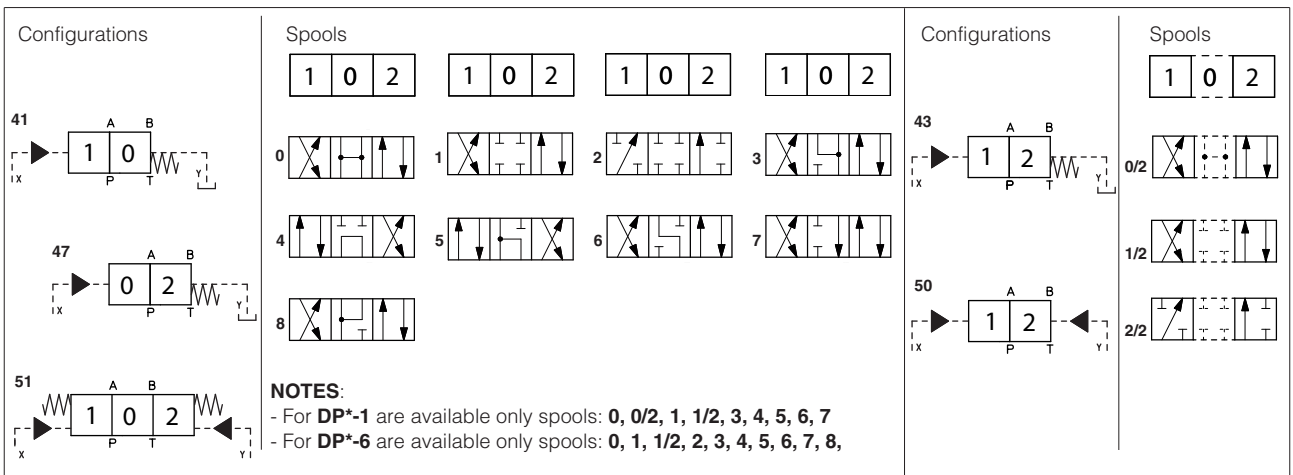 Configurations
41
A B
1 0
P T
X Y
47
A B
0 2
P T
X Y
51
A B
1 0 2
P T
X Y
Spools
1 0 2
1 0 2
1 0 2
1 0 2
0
1
2
3
4
5
6
7
8
NOTES:
- For DP*-1 are available only spools: 0, 0/2, 1, 1/2, 3, 4, 5, 6, 7
- For DP*-6 are available only spools: 0, 1, 1/2, 2, 3, 4, 5, 6, 7, 8,
Configurations
43
A B
1 2
P T
X Y
50
A B
1 2
P T
X Y
Spools
1 0 2
0/2
1/2
2/2